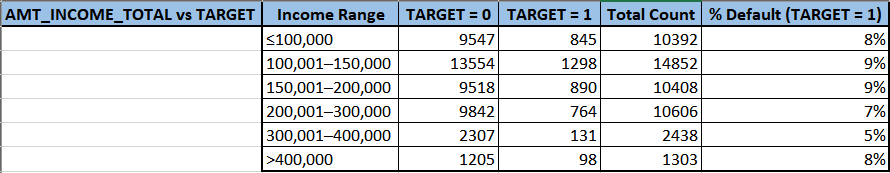 AMT_INCOME_TOTAL vs TARGET Income Range TARGET = 0 TARGET = 1 Total Count % Default (TARGET = 1)
≤100,000 9547 845 10392 8%
100,001–150,000 13554 1298 14852 9%
150,001–200,000 9518 890 10408 9%
200,001–300,000 9842 764 10606 7%
300,001–400,000 2307 131 2438 5%
>400,000 1205 98 1303 8%